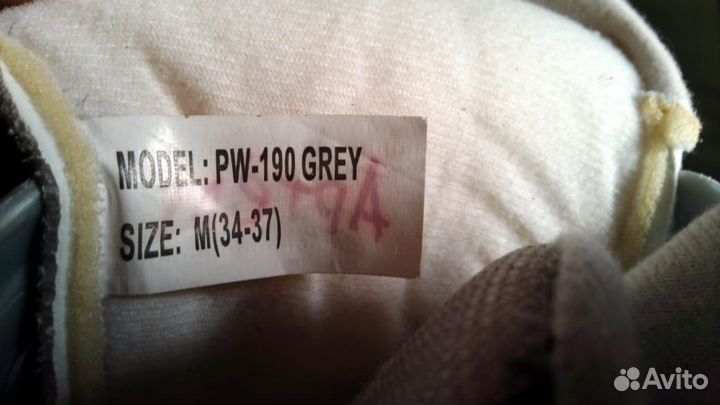 MODEL: PW-190 GREY
SIZE: M(34-37)
Avito